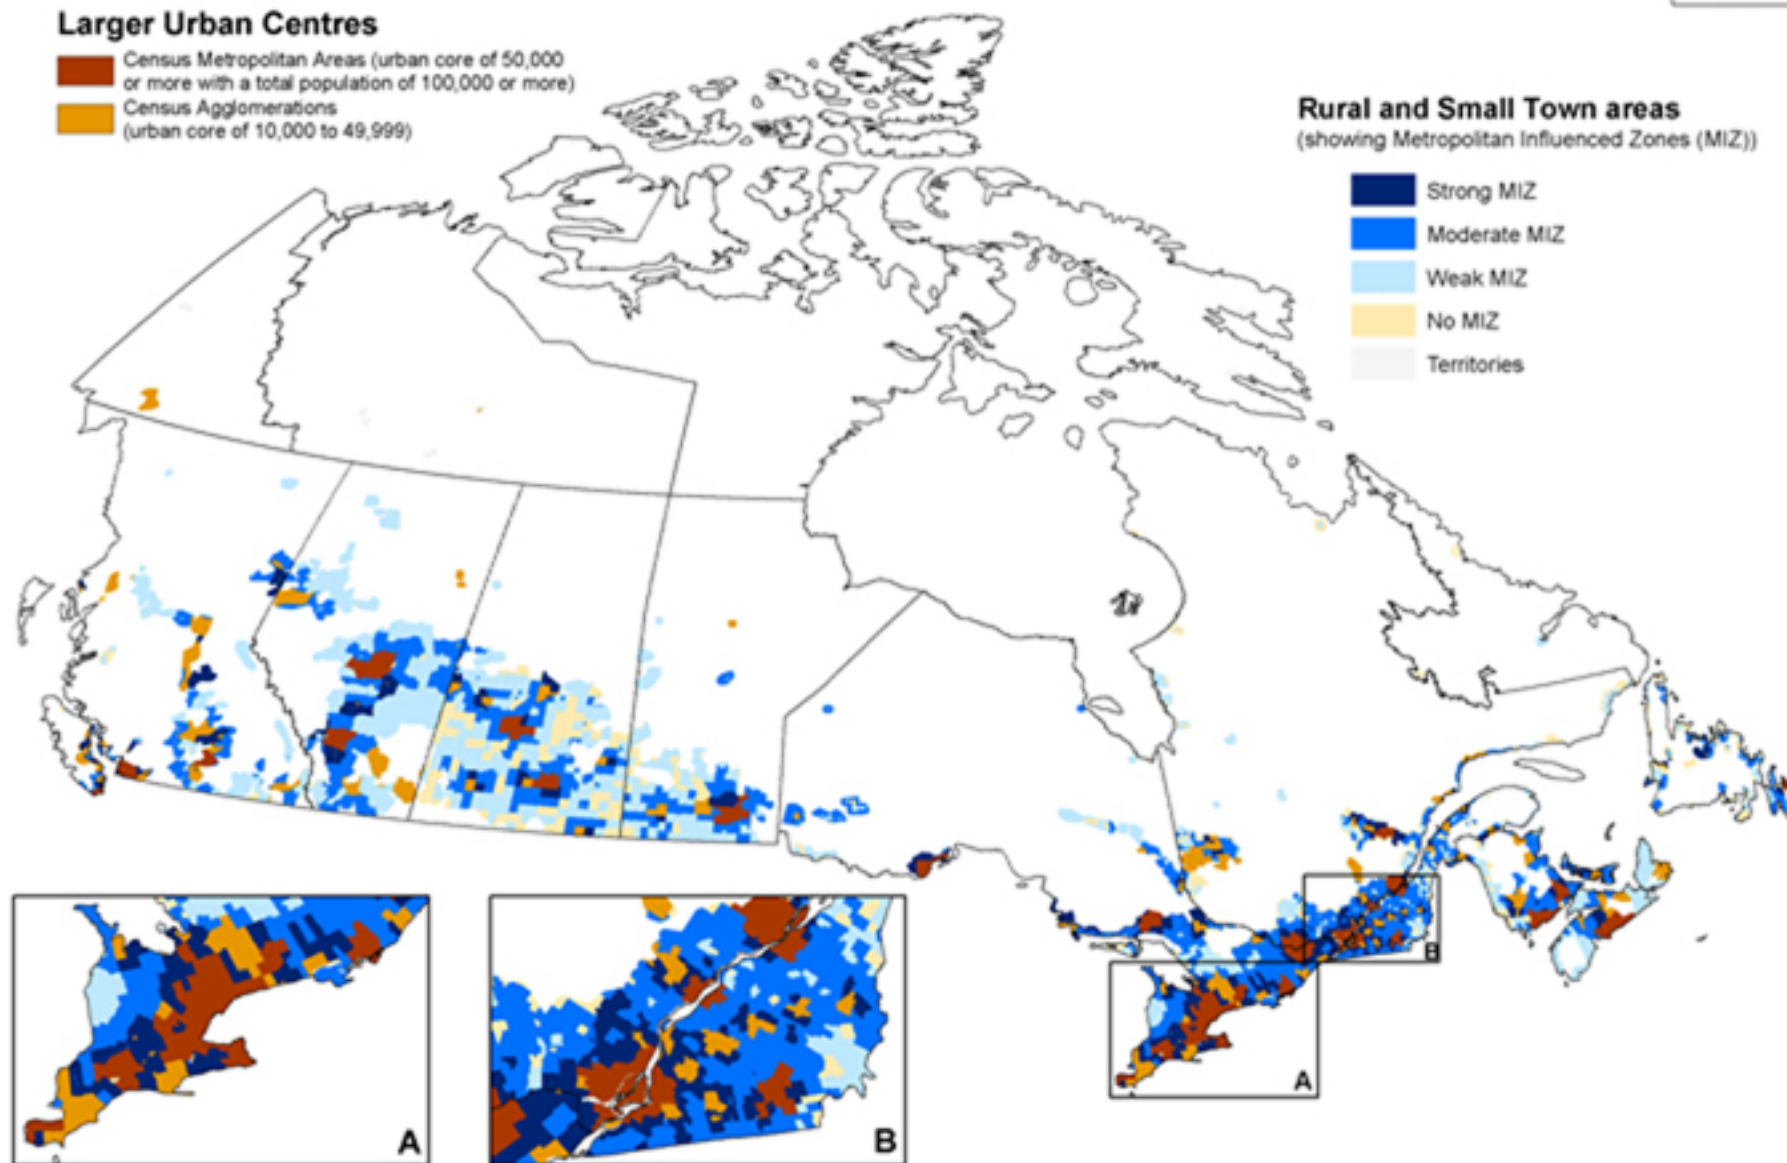 Larger Urban Centres
Census Metropolitan Areas (urban core of 50,000
or more with a total population of 100,000 or more)
Census Agglomerations
(urban core of 10,000 to 49,999)
Rural and Small Town areas
(showing Metropolitan Influenced Zones (MIZ))
Strong MIZ
Moderate MIZ
Weak MIZ
No MIZ
Territories
B
A
A
B